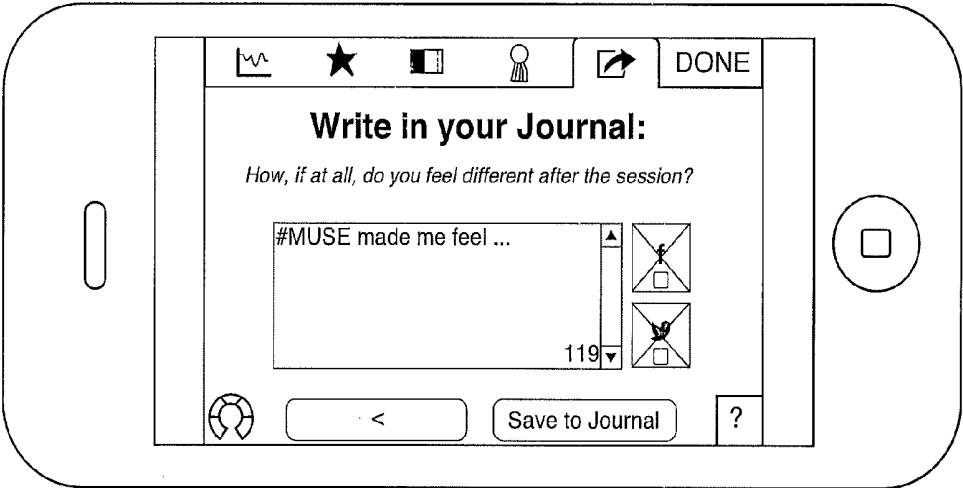 DONE
Write in your Journal:
How, if at all, do you feel different after the session?
#MUSE made me feel ...
f
119
<
Save to Journal
?